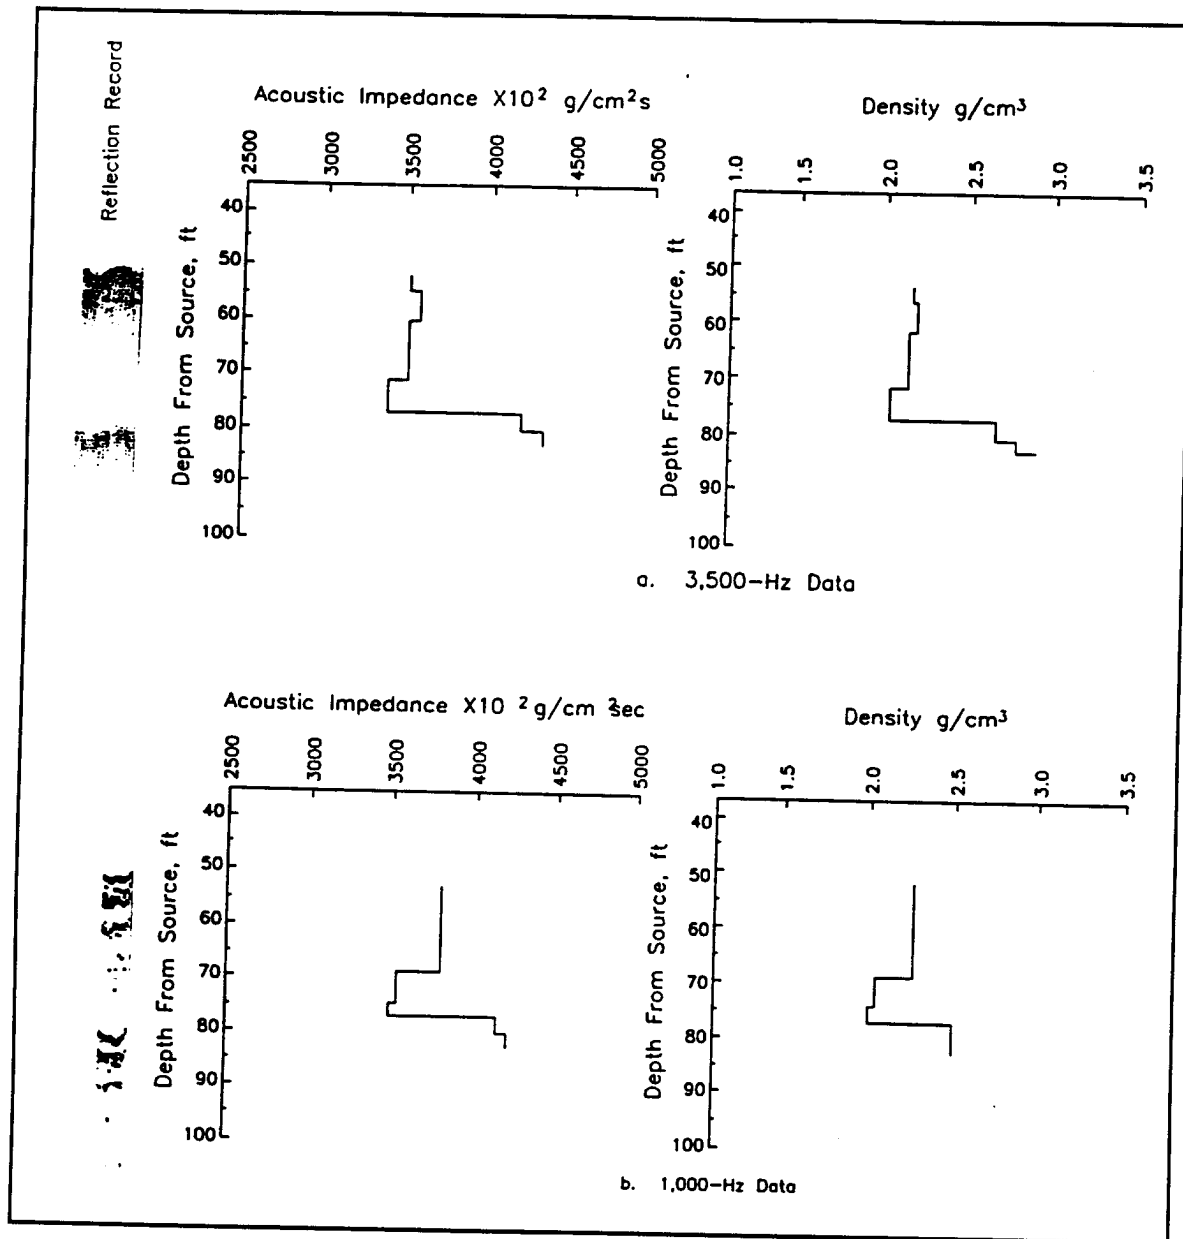 Reflection Record
Acoustic Impedance X10² g/cm²s
2500 3000 3500 4000 4500 5000
Depth From Source, ft
40
50
60
70
80
90
100
Density g/cm³
1.0 1.5 2.0 2.5 3.0 3.5
Depth From Source, ft
40
50
60
70
80
90
100
a. 3,500-Hz Data
Acoustic Impedance X10 ² g/cm ²sec
2500 3000 3500 4000 4500 5000
Depth From Source, ft
40
50
60
70
80
90
100
Density g/cm³
1.0 1.5 2.0 2.5 3.0 3.5
Depth From Source, ft
40
50
60
70
80
90
100
b. 1,000-Hz Data